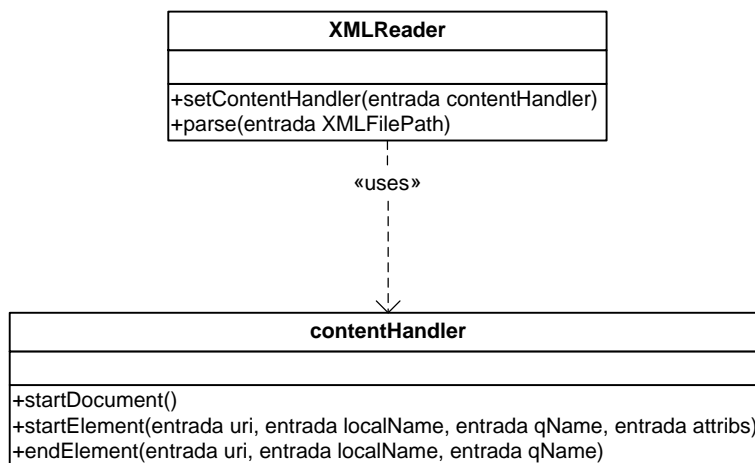 XMLReader
+setContentHandler(entrada contentHandler)
+parse(entrada XMLFilePath)
«uses»
contentHandler
+startDocument()
+startElement(entrada uri, entrada localName, entrada qName, entrada attribs)
+endElement(entrada uri, entrada localName, entrada qName)